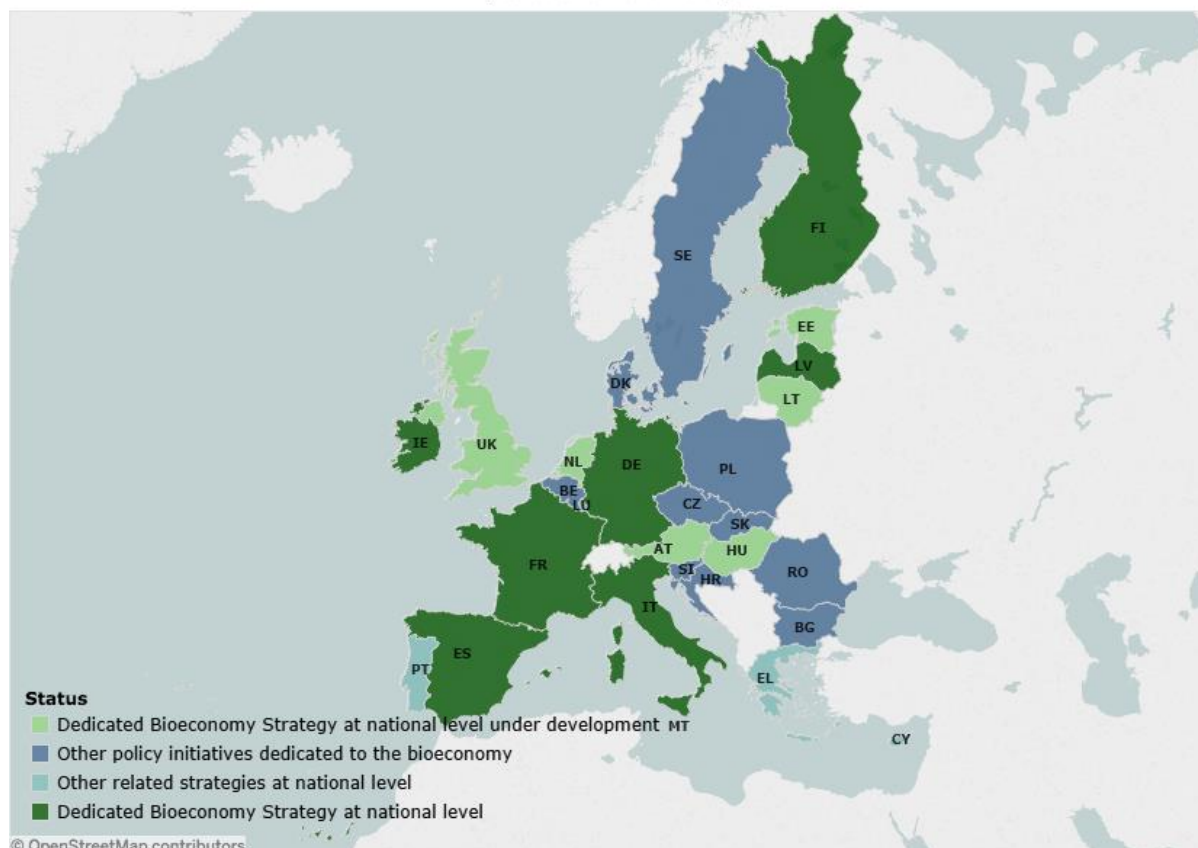 FI
SE
EE
LV
DK
LT
IE
UK
NL
DE
PL
BE
LU
CZ
SK
AT
HU
FR
SI
HR
RO
IT
BG
ES
PT
EL
Status
Dedicated Bioeconomy Strategy at national level under development MT
CY
Other policy initiatives dedicated to the bioeconomy
Other related strategies at national level
Dedicated Bioeconomy Strategy at national level
© OpenStreetMap contributors